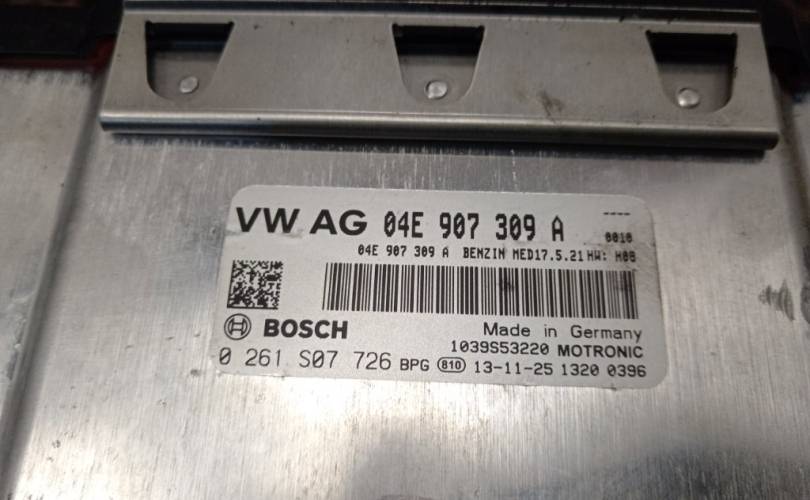 VW AG 04E 907 309 A
----
0010
04E 907 309 A BENZIN MED17.5.21 HW: H08
BOSCH
Made in Germany
1039S53220 MOTRONIC
0 261 S07 726 BPG 810 13-11-25 1320 0396